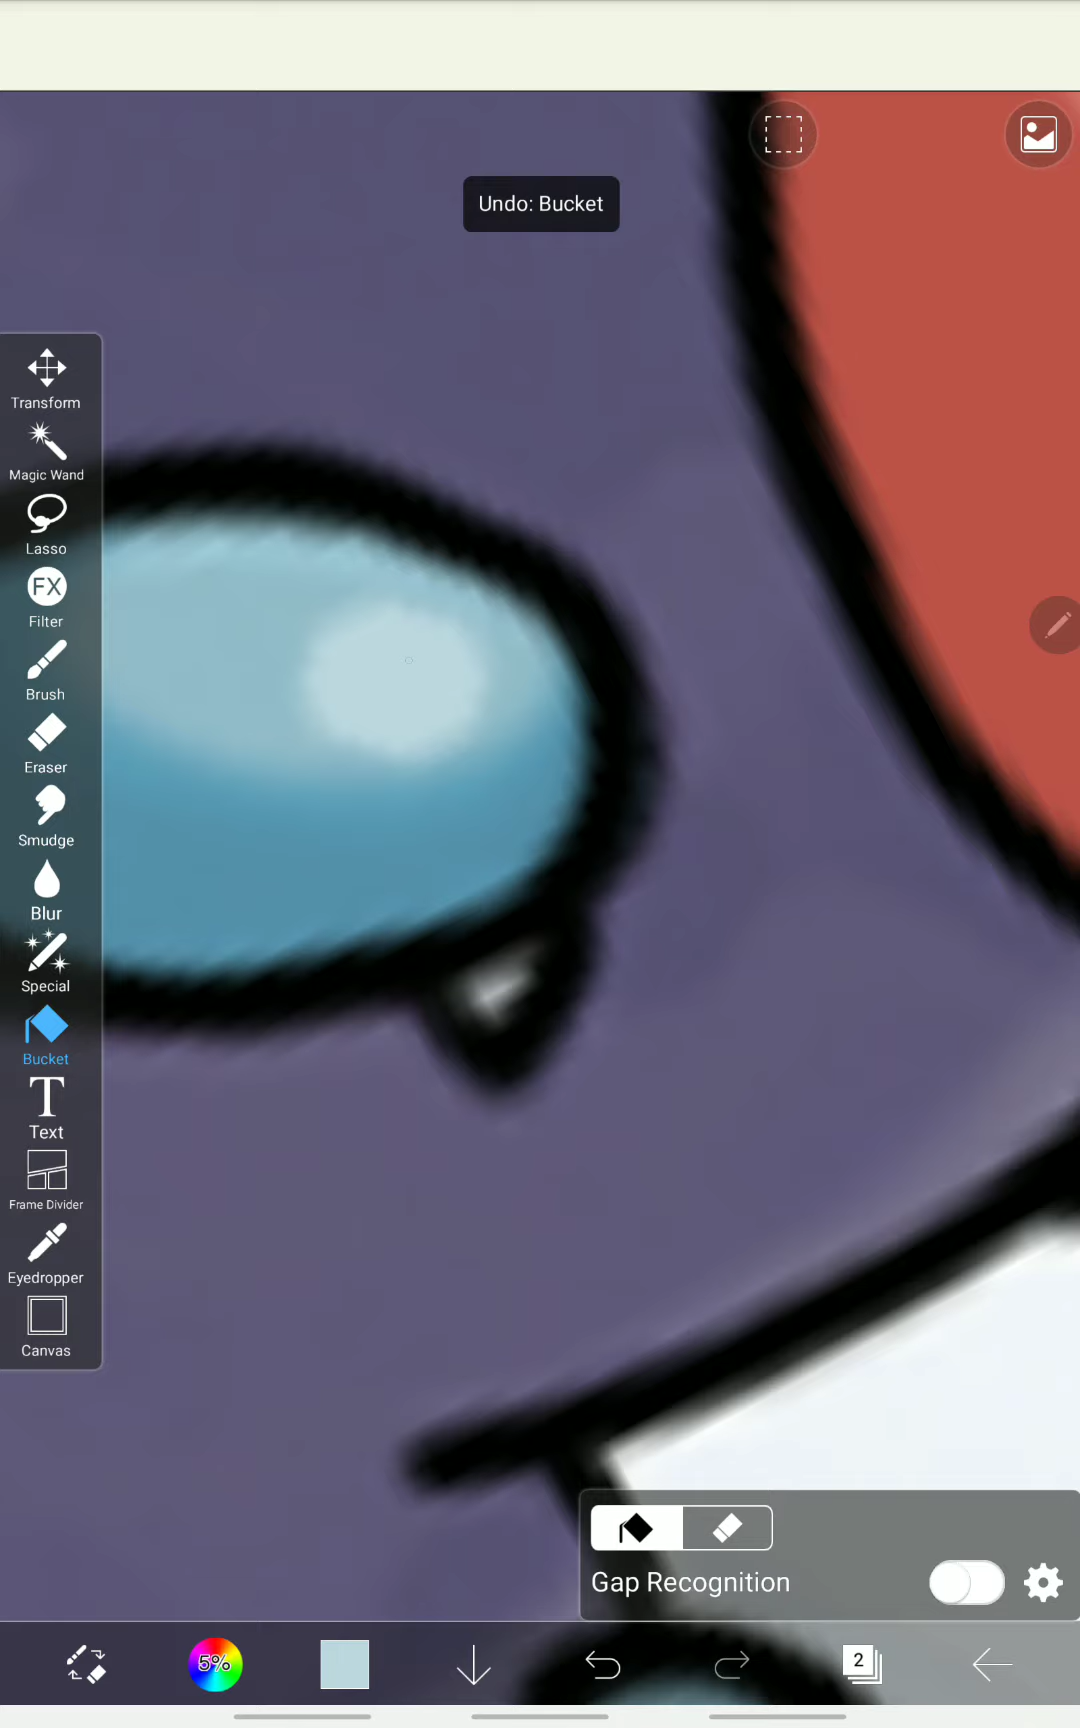 Undo: Bucket
Transform
Magic Wand
Lasso
FX
Filter
Brush
Eraser
Smudge
Blur
Special
Bucket
T
Text
Frame Divider
Eyedropper
Canvas
Gap Recognition
5%
2